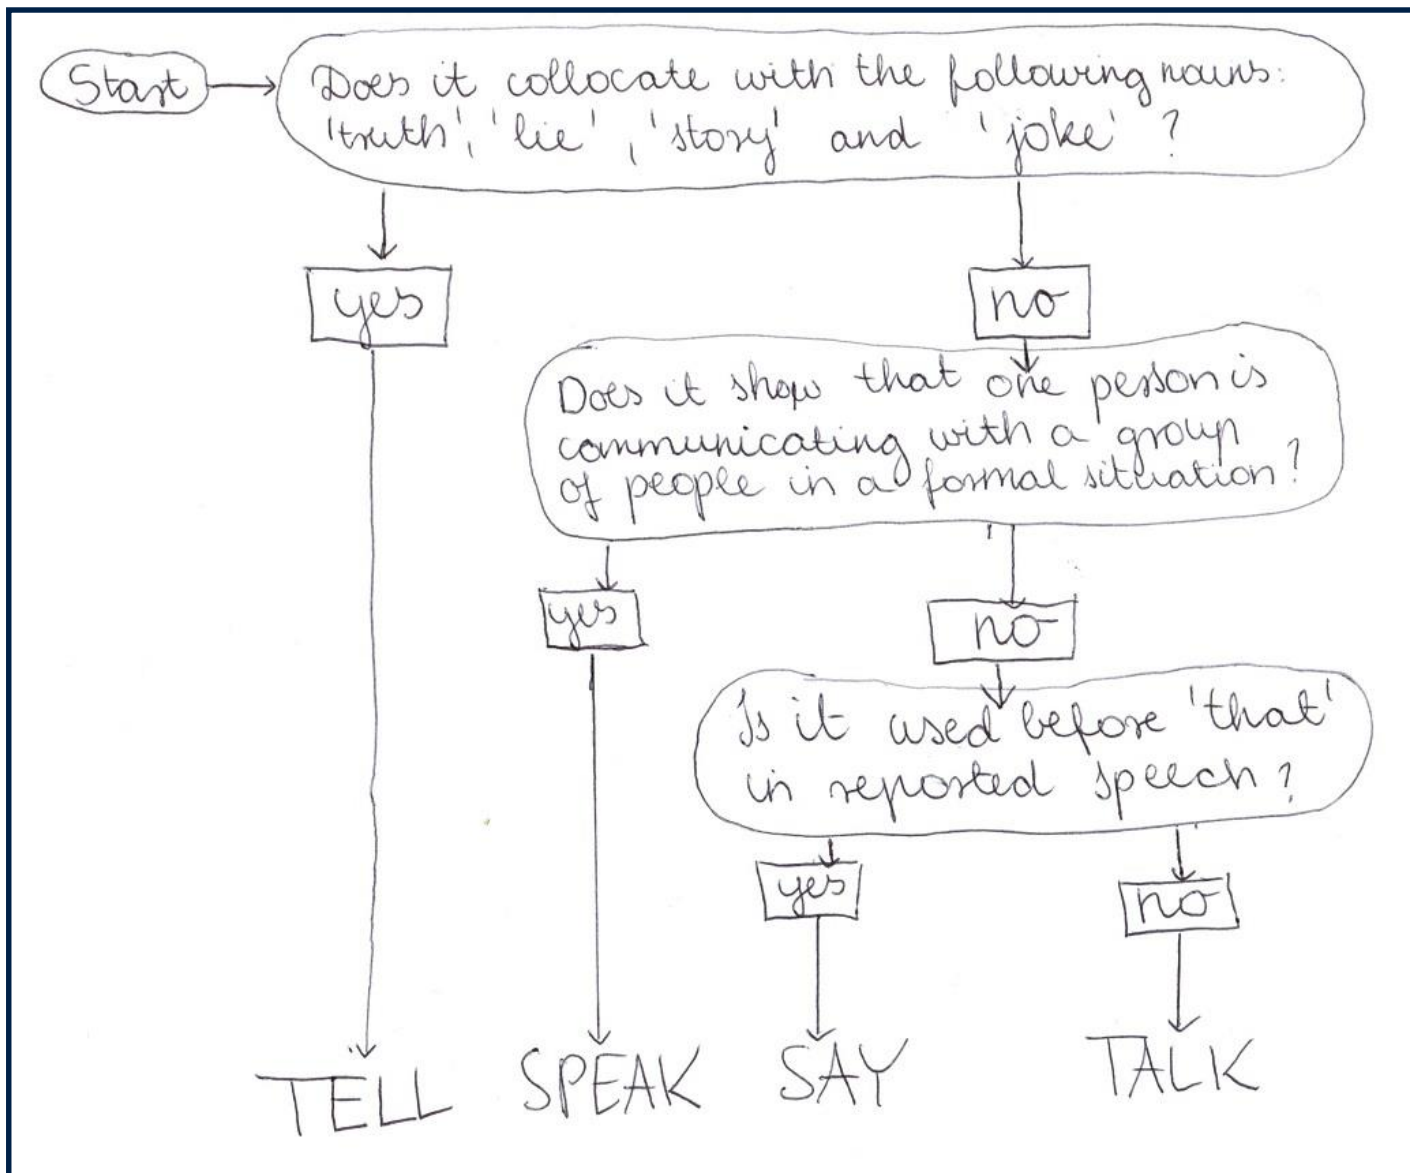 Start
Does it collocate with the following nouns:
'truth', 'lie', 'story' and 'joke' ?
yes
no
Does it show that one person is
communicating with a group
of people in a formal situation?
yes
no
Is it used before 'that'
in reported speech?
yes
no
TELL
SPEAK
SAY
TALK